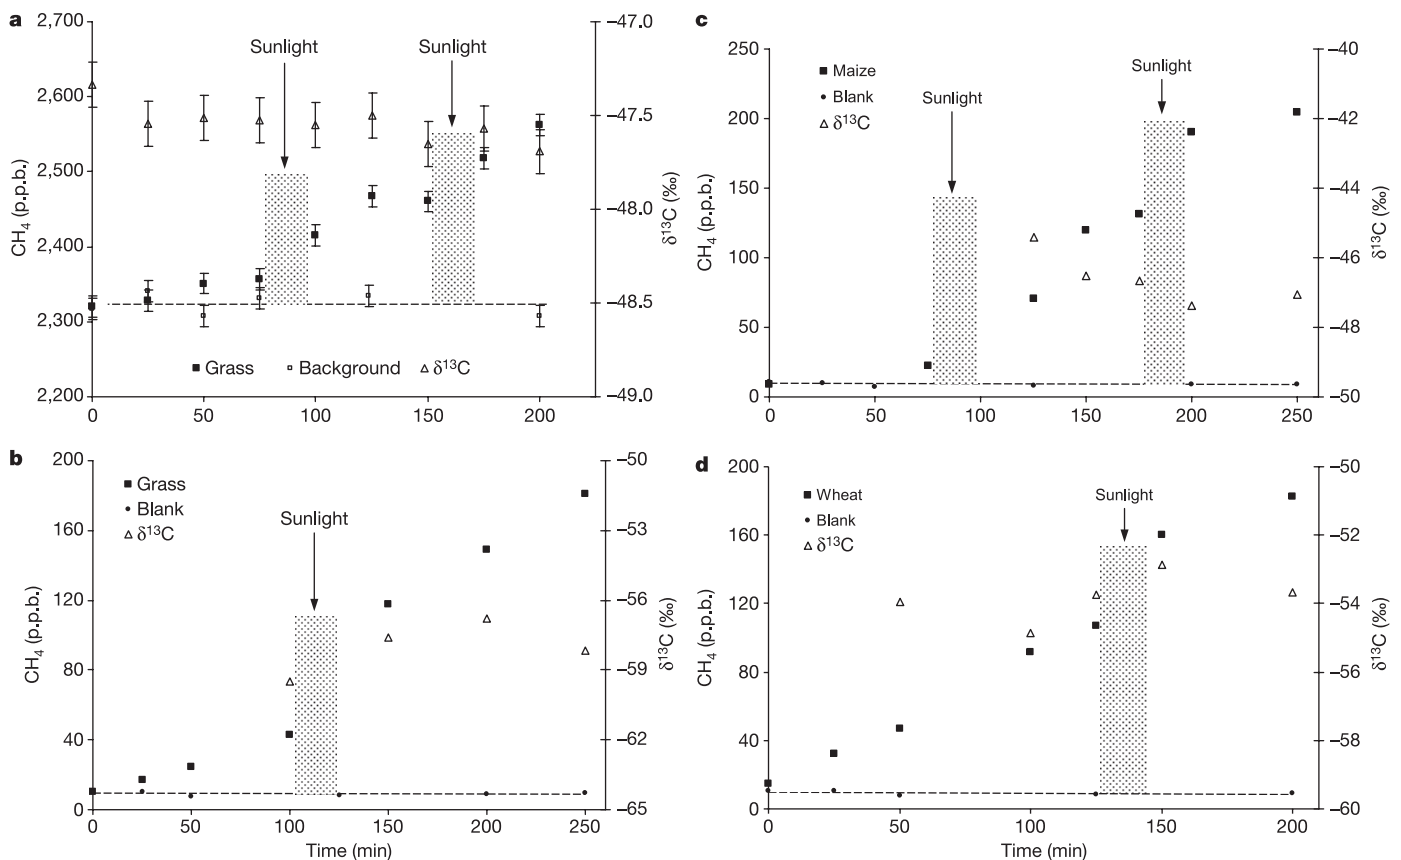 a
2,700
2,600
2,500
2,400
2,300
2,200
CH₄ (p.p.b.)
Sunlight
Sunlight
■ Grass □ Background △ δ¹³C
0 50 100 150 200
–47.0
–47.5
–48.0
–48.5
–49.0
δ¹³C (‰)
b
200
160
120
80
40
0
CH₄ (p.p.b.)
■ Grass
• Blank
△ δ¹³C
Sunlight
0 50 100 150 200 250
Time (min)
–50
–53
–56
–59
–62
–65
δ¹³C (‰)
c
250
200
150
100
50
0
CH₄ (p.p.b.)
■ Maize
• Blank
△ δ¹³C
Sunlight
Sunlight
0 50 100 150 200 250
–40
–42
–44
–46
–48
–50
δ¹³C (‰)
d
200
160
120
80
40
0
CH₄ (p.p.b.)
■ Wheat
• Blank
△ δ¹³C
Sunlight
0 50 100 150 200
Time (min)
–50
–52
–54
–56
–58
–60
δ¹³C (‰)